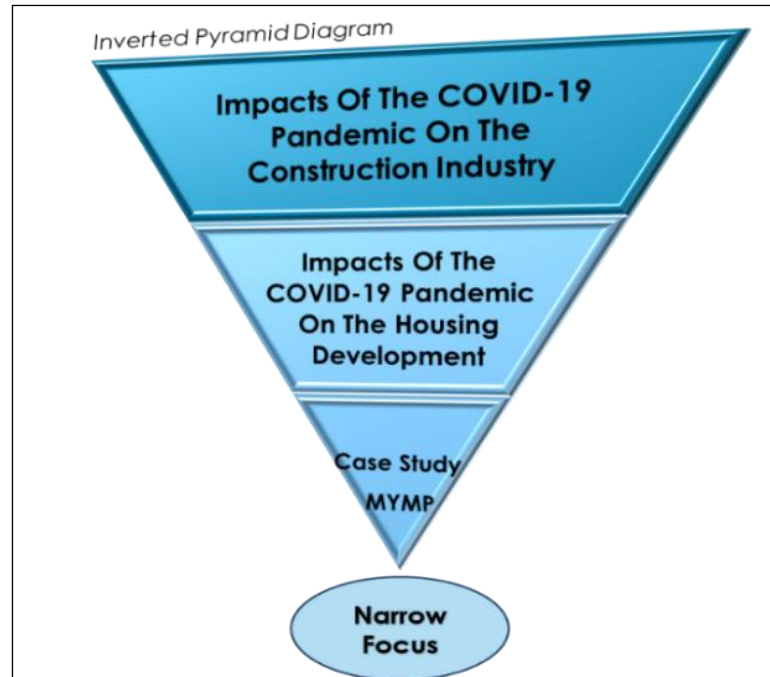 Inverted Pyramid Diagram
Impacts Of The COVID-19
Pandemic On The
Construction Industry
Impacts Of The
COVID-19 Pandemic
On The Housing
Development
Case Study
MYMP
Narrow
Focus